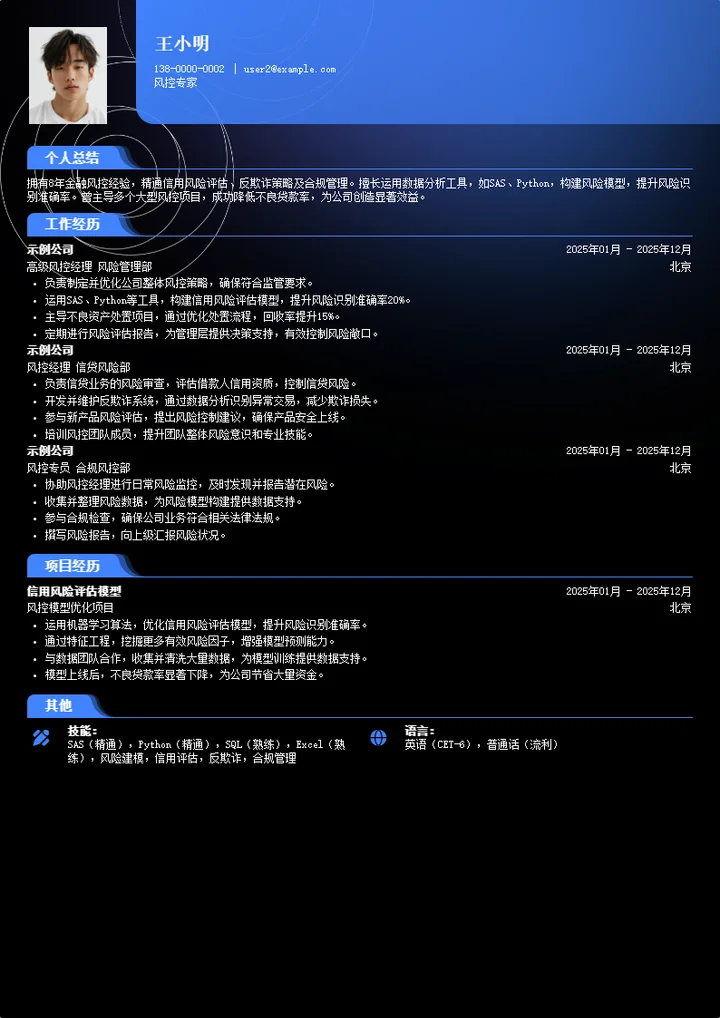 王小明
138-0000-0002 | user2@example.com
风控专家
个人总结
拥有8年金融风控经验，精通信用风险评估、反欺诈策略及合规管理。擅长运用数据分析工具，如SAS、Python，构建风险模型，提升风险识
别准确率。曾主导多个大型风控项目，成功降低不良贷款率，为公司创造显著效益。
工作经历
示创公司 2025年01月 - 2025年12月
高级风控经理 风险管理部 北京
• 负责制定并优化公司整体风控策略，确保符合监管要求。
• 运用SAS、Python等工具，构建信用风险评估模型，提升风险识别准确率20%。
• 主导不良资产处置项目，通过优化处置流程，回收率提升15%。
• 定期进行风险评估报告，为管理层提供决策支持，有效控制风险敞口。
示创公司 2025年01月 - 2025年12月
风控经理 信贷风险部 北京
• 负责信贷业务的风险审查，评估借款人信用资质，控制信贷风险。
• 开发并维护反欺诈系统，通过数据分析识别异常交易，减少欺诈损失。
• 参与新产品风险评估，提出风险控制建议，确保产品安全上线。
• 培训风控团队成员，提升团队整体风险意识和专业技能。
示创公司 2025年01月 - 2025年12月
风控专员 合规风控部 北京
• 协助风控经理进行日常风险监控，及时发现并报告潜在风险。
• 收集并整理风险数据，为风险模型构建提供数据支持。
• 参与合规检查，确保公司业务符合相关法律法规。
• 撰写风险报告，向上级汇报风险状况。
项目经历
信用风险评估模型 2025年01月 - 2025年12月
风控模型优化项目 北京
• 运用机器学习算法，优化信用风险评估模型，提升风险识别准确率。
• 通过特征工程，挖掘更多有效风险因子，增强模型预测能力。
• 与数据团队合作，收集并清洗大量数据，为模型训练提供数据支持。
• 模型上线后，不良贷款率显著下降，为公司节省大量资金。
其他
技能：
SAS（精通），Python（精通），SQL（熟练），Excel（熟
练），风险建模，信用评估，反欺诈，合规管理
语言：
英语（CET-6），普通话（流利）